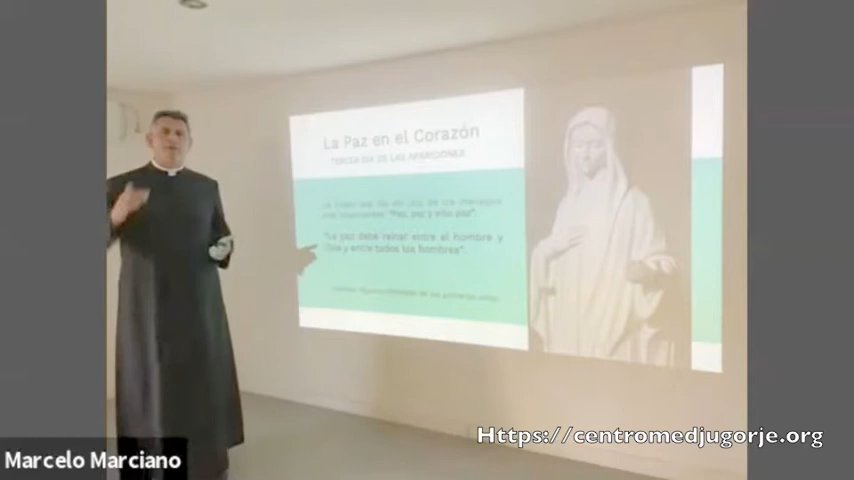 La Paz en el Corazón
TERCER DÍA DE LAS APARICIONES
"Paz, paz y sólo paz".
"La paz debe reinar entre el hombre y
Dios y entre todos los hombres".
Https://centromedjugorje.org
Marcelo Marciano